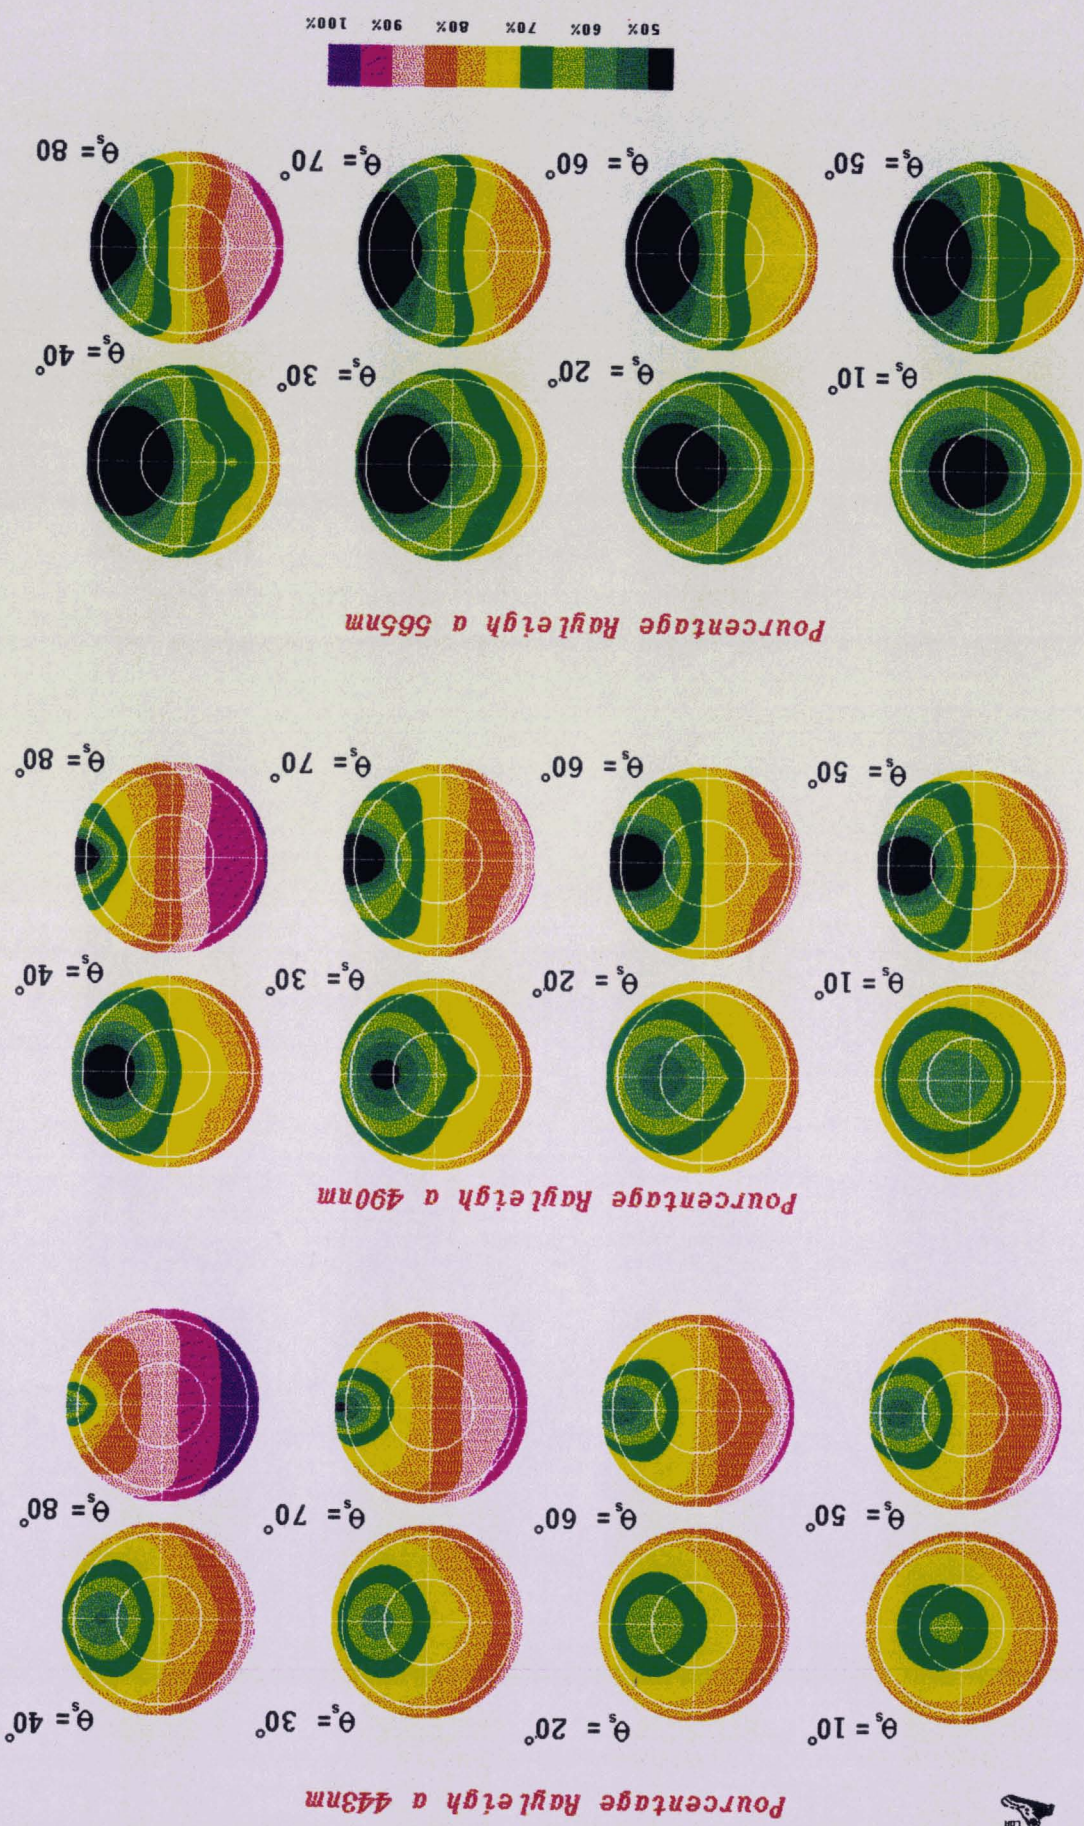 Pourcentage Rayleigh a 443nm
θs = 10° θs = 20° θs = 30° θs = 40°
θs = 50° θs = 60° θs = 70° θs = 80°
Pourcentage Rayleigh a 490nm
θs = 10° θs = 20° θs = 30° θs = 40°
θs = 50° θs = 60° θs = 70° θs = 80°
Pourcentage Rayleigh a 565nm
θs = 10° θs = 20° θs = 30° θs = 40°
θs = 50° θs = 60° θs = 70° θs = 80
50% 60% 70% 80% 90% 100%